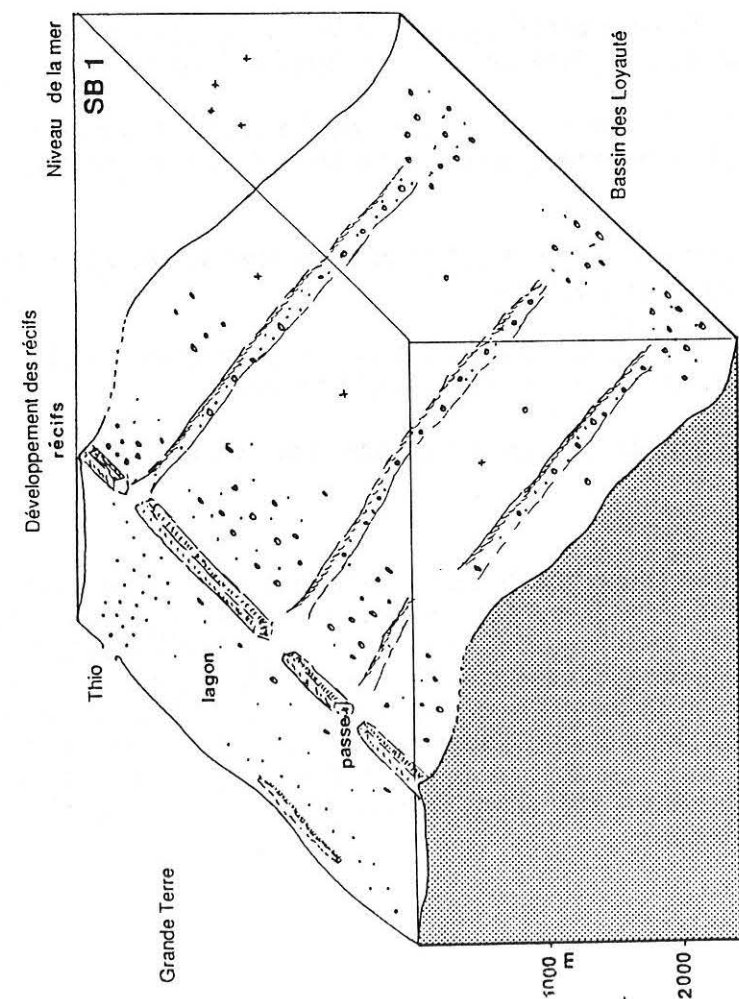 Niveau de la mer
SB 1
Développement des récifs
récifs
Bassin des Loyauté
Thio
lagon
passe
Grande Terre
m
2000